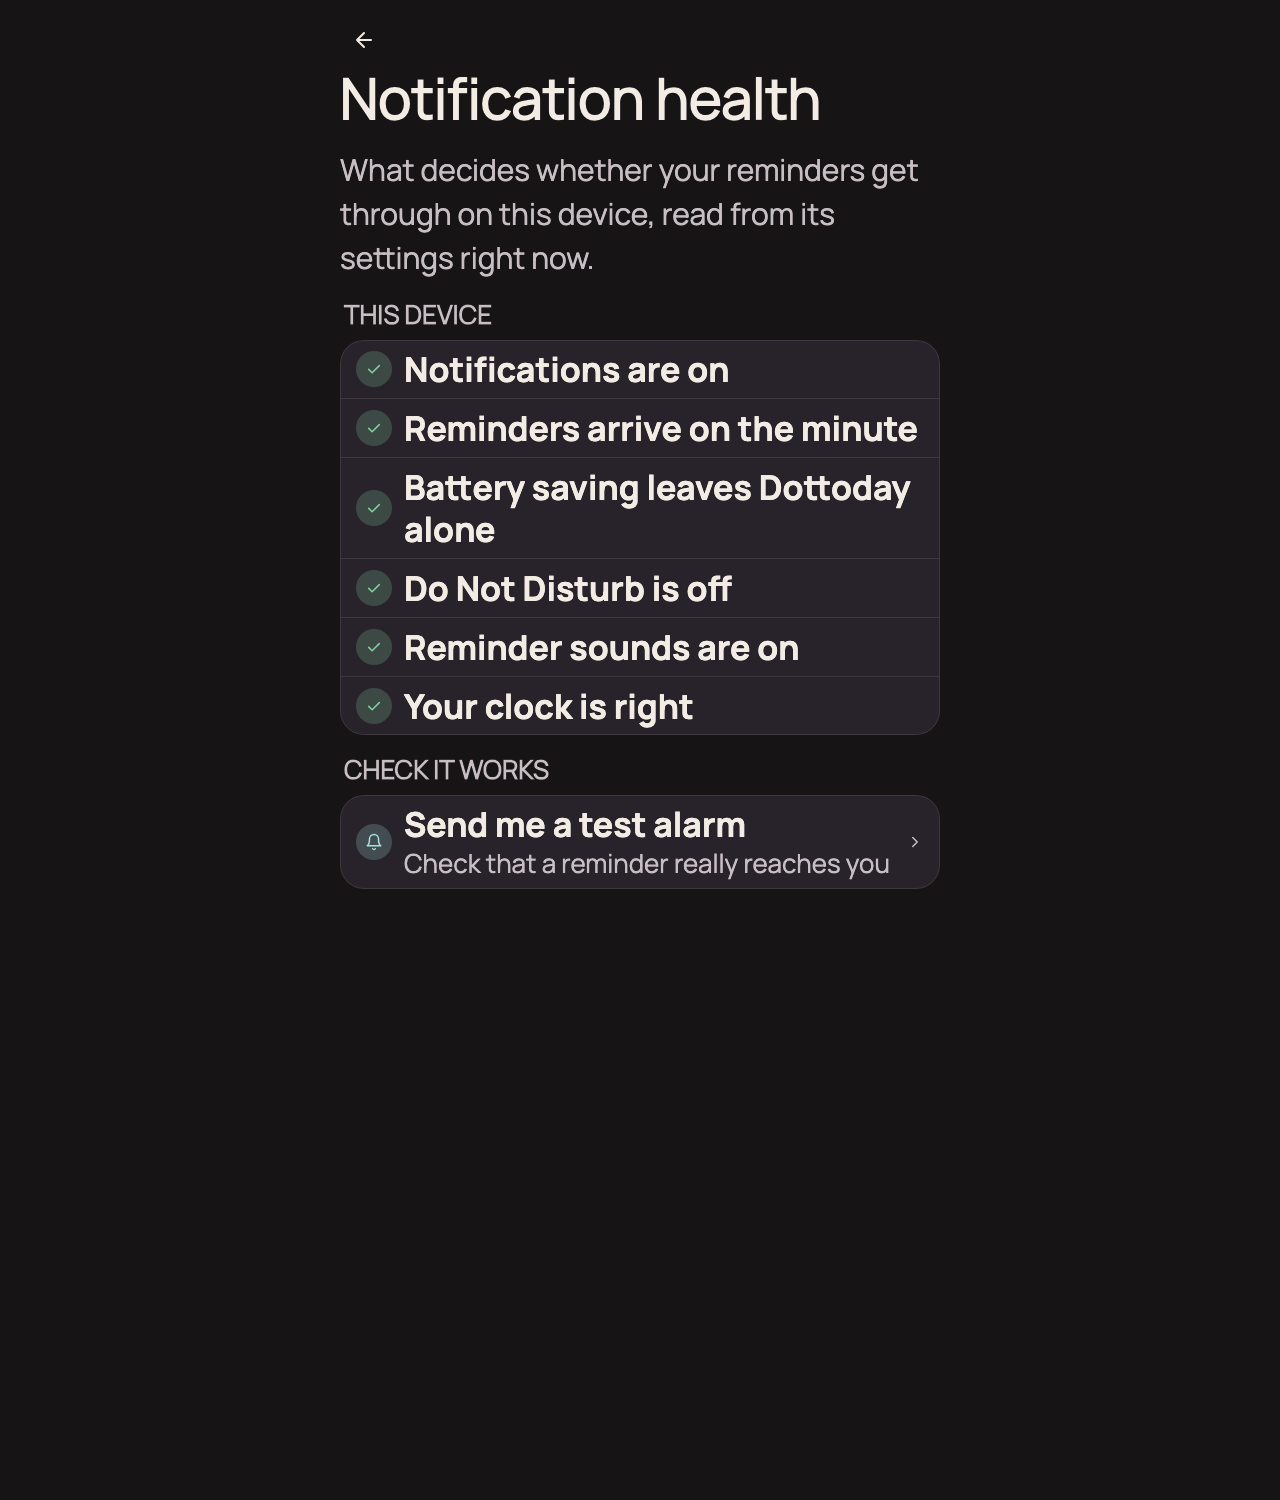 Notification health
What decides whether your reminders get
through on this device, read from its
settings right now.
THIS DEVICE
Notifications are on
Reminders arrive on the minute
Battery saving leaves Dottoday
alone
Do Not Disturb is off
Reminder sounds are on
Your clock is right
CHECK IT WORKS
Send me a test alarm
Check that a reminder really reaches you